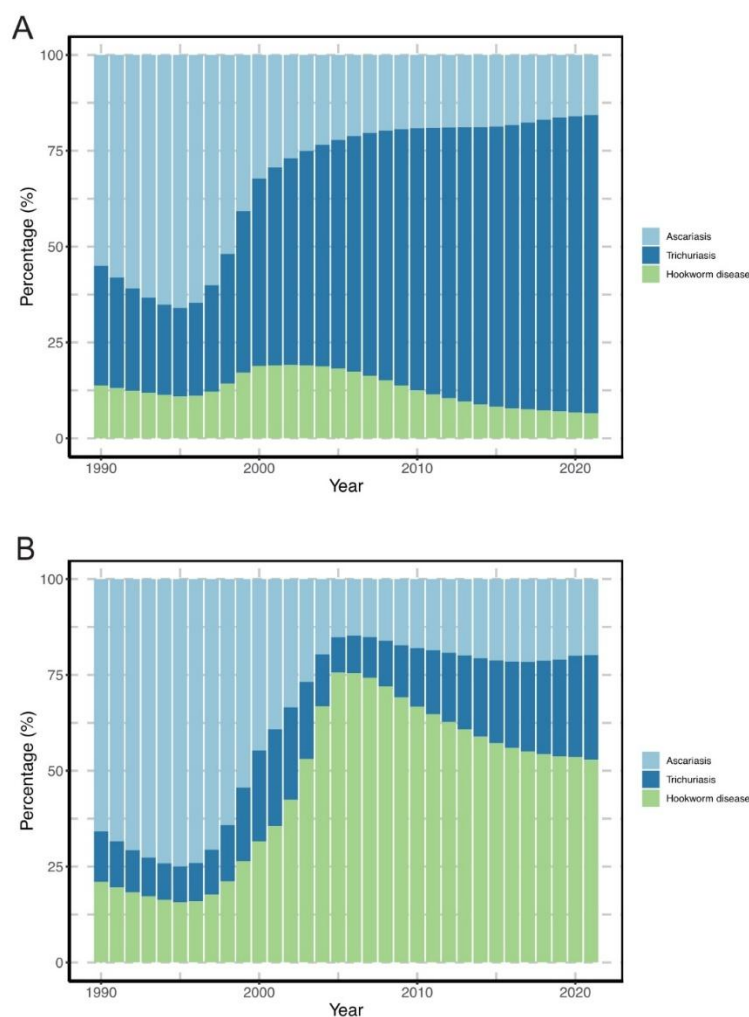 A
100
75
50
25
0
Percentage (%)
1990
2000
2010
2020
Year
Ascariasis
Trichuriasis
Hookworm disease
B
100
75
50
25
0
Percentage (%)
1990
2000
2010
2020
Year
Ascariasis
Trichuriasis
Hookworm disease